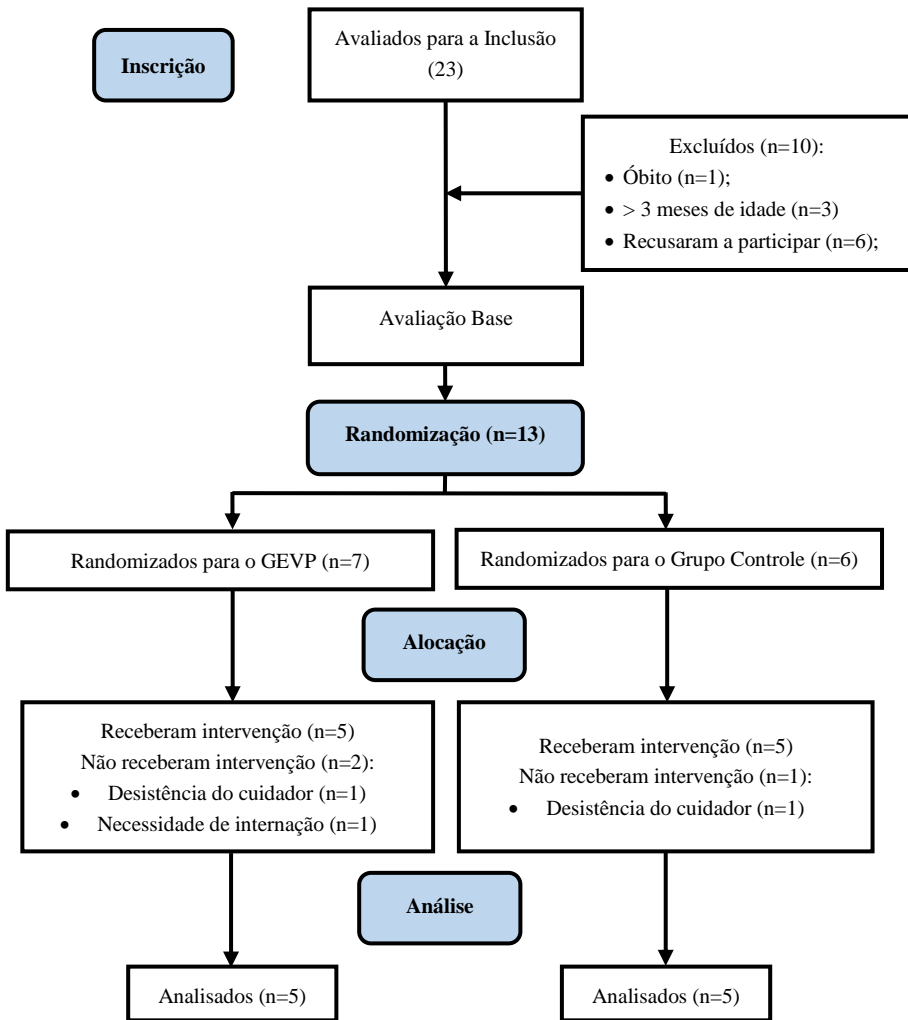 Inscrição
Avaliados para a Inclusão
(23)
Excluídos (n=10):
• Óbito (n=1);
• > 3 meses de idade (n=3)
• Recusaram a participar (n=6);
Avaliação Base
Randomização (n=13)
Randomizados para o GEVP (n=7)
Randomizados para o Grupo Controle (n=6)
Alocação
Receberam intervenção (n=5)
Não receberam intervenção (n=2):
• Desistência do cuidador (n=1)
• Necessidade de internação (n=1)
Receberam intervenção (n=5)
Não receberam intervenção (n=1):
• Desistência do cuidador (n=1)
Análise
Analisados (n=5)
Analisados (n=5)